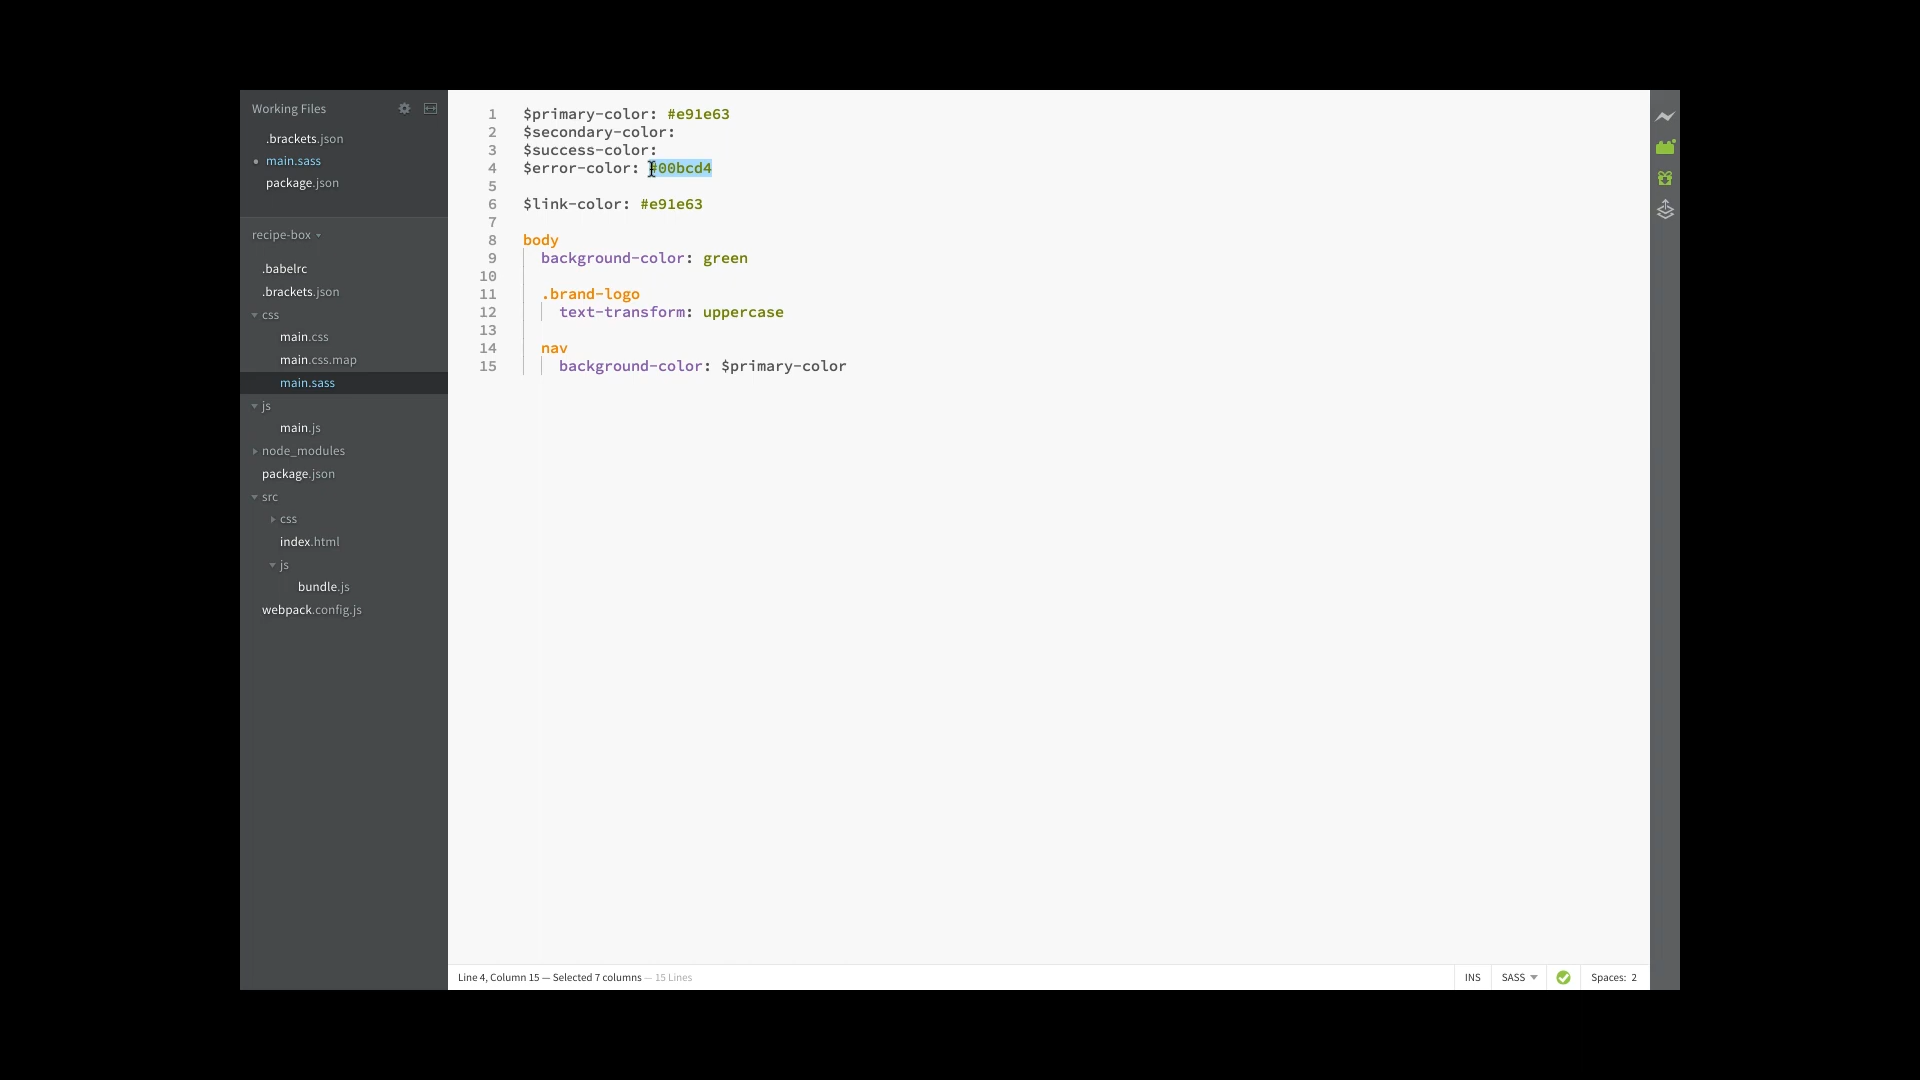 Working Files
.brackets.json
main.sass
package.json
recipe-box
.babelrc
.brackets.json
css
main.css
main.css.map
main.sass
js
main.js
node_modules
package.json
src
css
index.html
js
bundle.js
webpack.config.js
1 $primary-color: #e91e63
2 $secondary-color:
3 $success-color:
4 $error-color: #00bcd4
5
6 $link-color: #e91e63
7
8 body
9 background-color: green
10
11 .brand-logo
12 text-transform: uppercase
13
14 nav
15 background-color: $primary-color
Line 4, Column 15 — Selected 7 columns — 15 Lines
INS SASS Spaces: 2